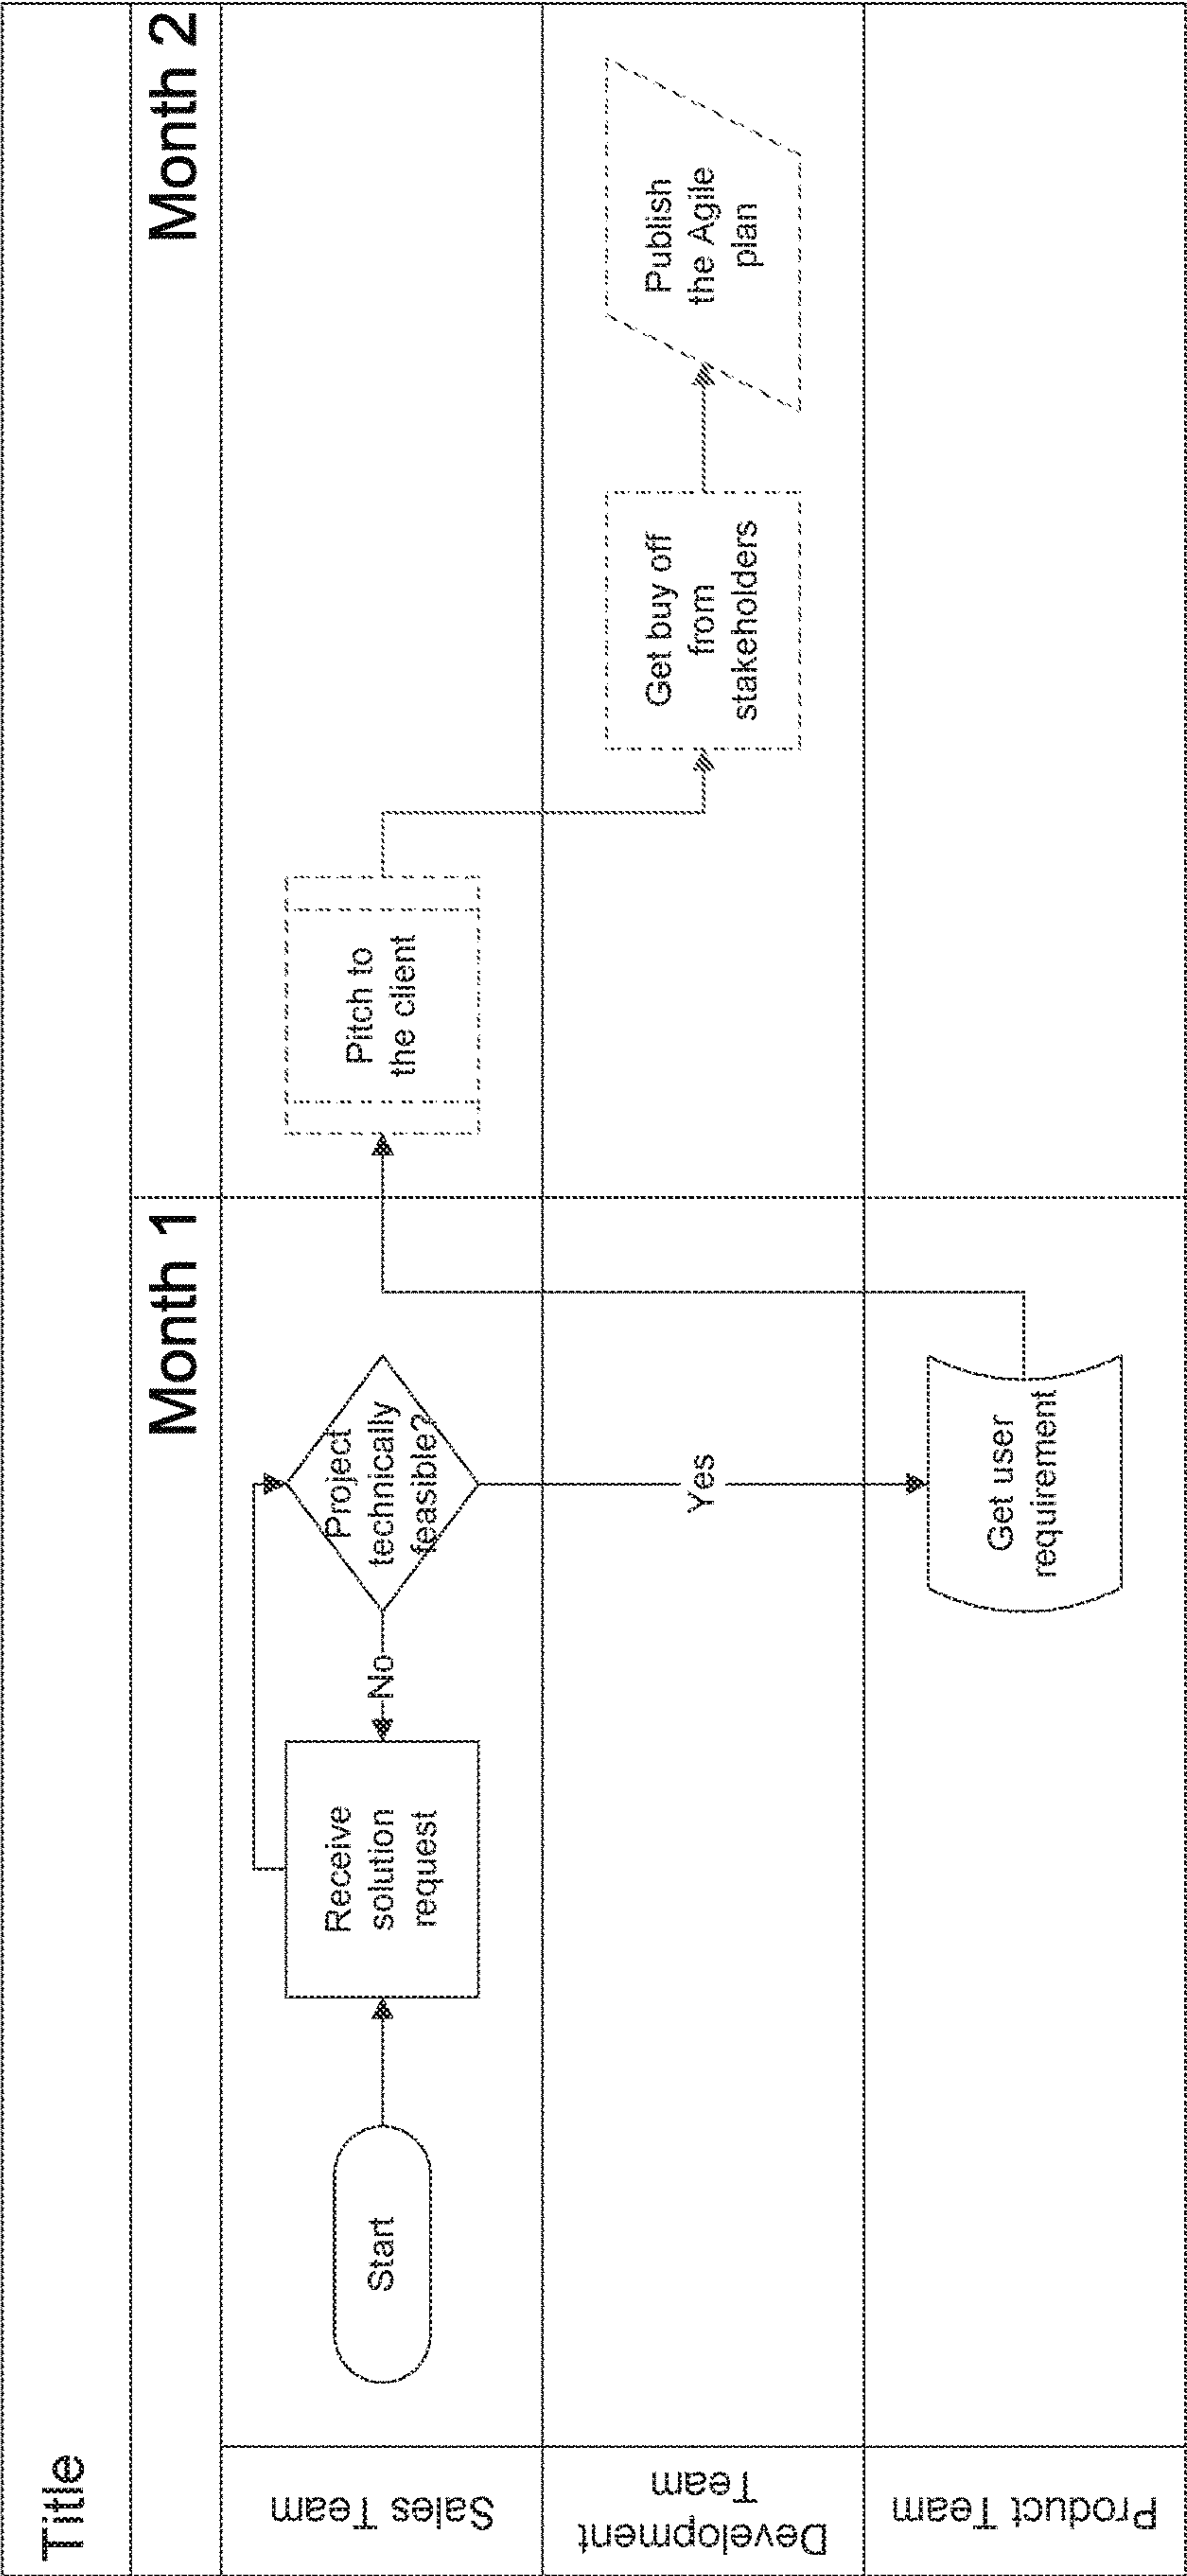 Title
Month 1
Month 2
Sales Team
Start
Receive
solution
request
No
Project
technically
feasible?
Pitch to
the client
Development
Team
Yes
Get buy off
from
stakeholders
Publish
the Agile
plan
Product Team
Get user
requirement